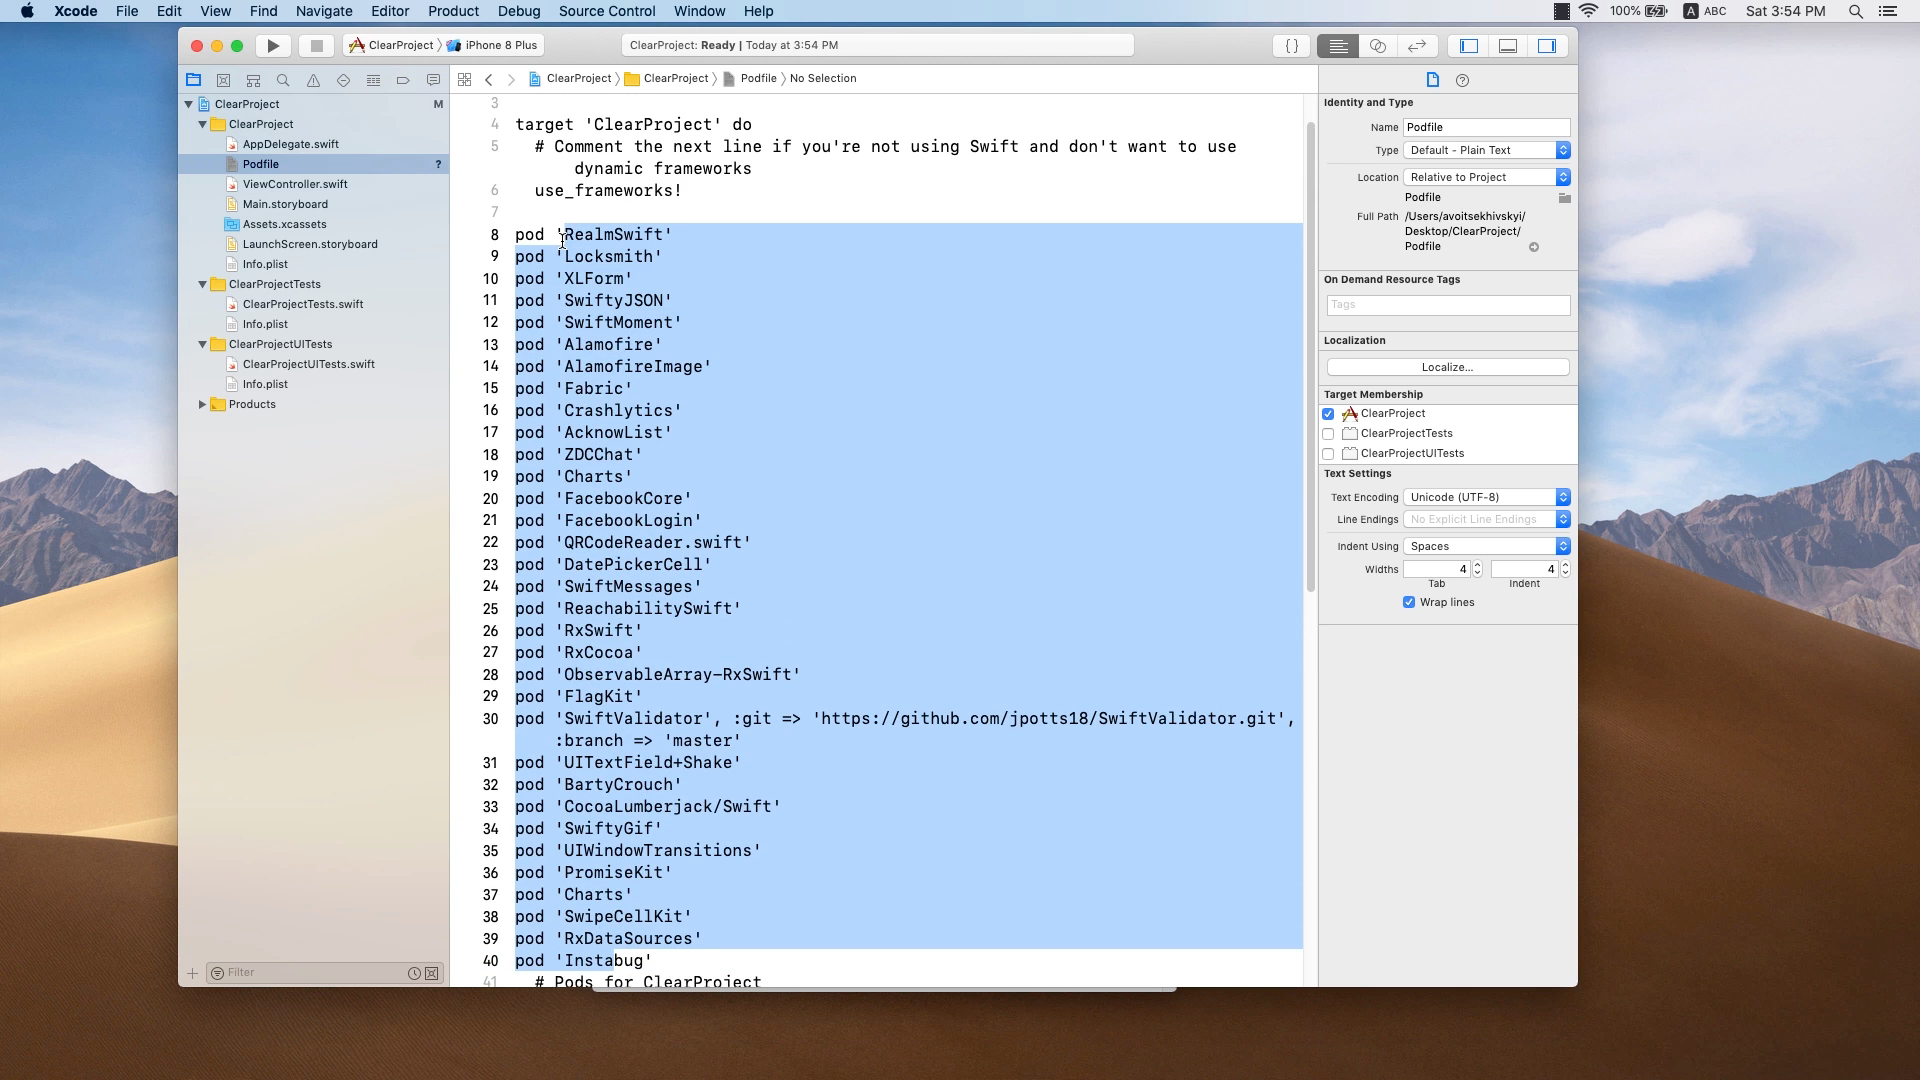 Xcode File Edit View Find Navigate Editor Product Debug Source Control Window Help 100% A ABC Sat 3:54 PM
ClearProject iPhone 8 Plus ClearProject: Ready | Today at 3:54 PM { }
ClearProject ClearProject Podfile No Selection
ClearProject M
ClearProject
AppDelegate.swift
Podfile ?
ViewController.swift
Main.storyboard
Assets.xcassets
LaunchScreen.storyboard
Info.plist
ClearProjectTests
ClearProjectTests.swift
Info.plist
ClearProjectUITests
ClearProjectUITests.swift
Info.plist
Products
Filter
3
4 target 'ClearProject' do
5 # Comment the next line if you're not using Swift and don't want to use
dynamic frameworks
6 use_frameworks!
7
8 pod 'RealmSwift'
9 pod 'Locksmith'
10 pod 'XLForm'
11 pod 'SwiftyJSON'
12 pod 'SwiftMoment'
13 pod 'Alamofire'
14 pod 'AlamofireImage'
15 pod 'Fabric'
16 pod 'Crashlytics'
17 pod 'AcknowList'
18 pod 'ZDCChat'
19 pod 'Charts'
20 pod 'FacebookCore'
21 pod 'FacebookLogin'
22 pod 'QRCodeReader.swift'
23 pod 'DatePickerCell'
24 pod 'SwiftMessages'
25 pod 'ReachabilitySwift'
26 pod 'RxSwift'
27 pod 'RxCocoa'
28 pod 'ObservableArray-RxSwift'
29 pod 'FlagKit'
30 pod 'SwiftValidator', :git => 'https://github.com/jpotts18/SwiftValidator.git',
:branch => 'master'
31 pod 'UITextField+Shake'
32 pod 'BartyCrouch'
33 pod 'CocoaLumberjack/Swift'
34 pod 'SwiftyGif'
35 pod 'UIWindowTransitions'
36 pod 'PromiseKit'
37 pod 'Charts'
38 pod 'SwipeCellKit'
39 pod 'RxDataSources'
40 pod 'Instabug'
41 # Pods for ClearProject
Identity and Type
Name Podfile
Type Default - Plain Text
Location Relative to Project
Podfile
Full Path /Users/avoitsekhivskyi/
Desktop/ClearProject/
Podfile
On Demand Resource Tags
Tags
Localization
Localize...
Target Membership
ClearProject
ClearProjectTests
ClearProjectUITests
Text Settings
Text Encoding Unicode (UTF-8)
Line Endings No Explicit Line Endings
Indent Using Spaces
Widths 4 4
Tab Indent
Wrap lines